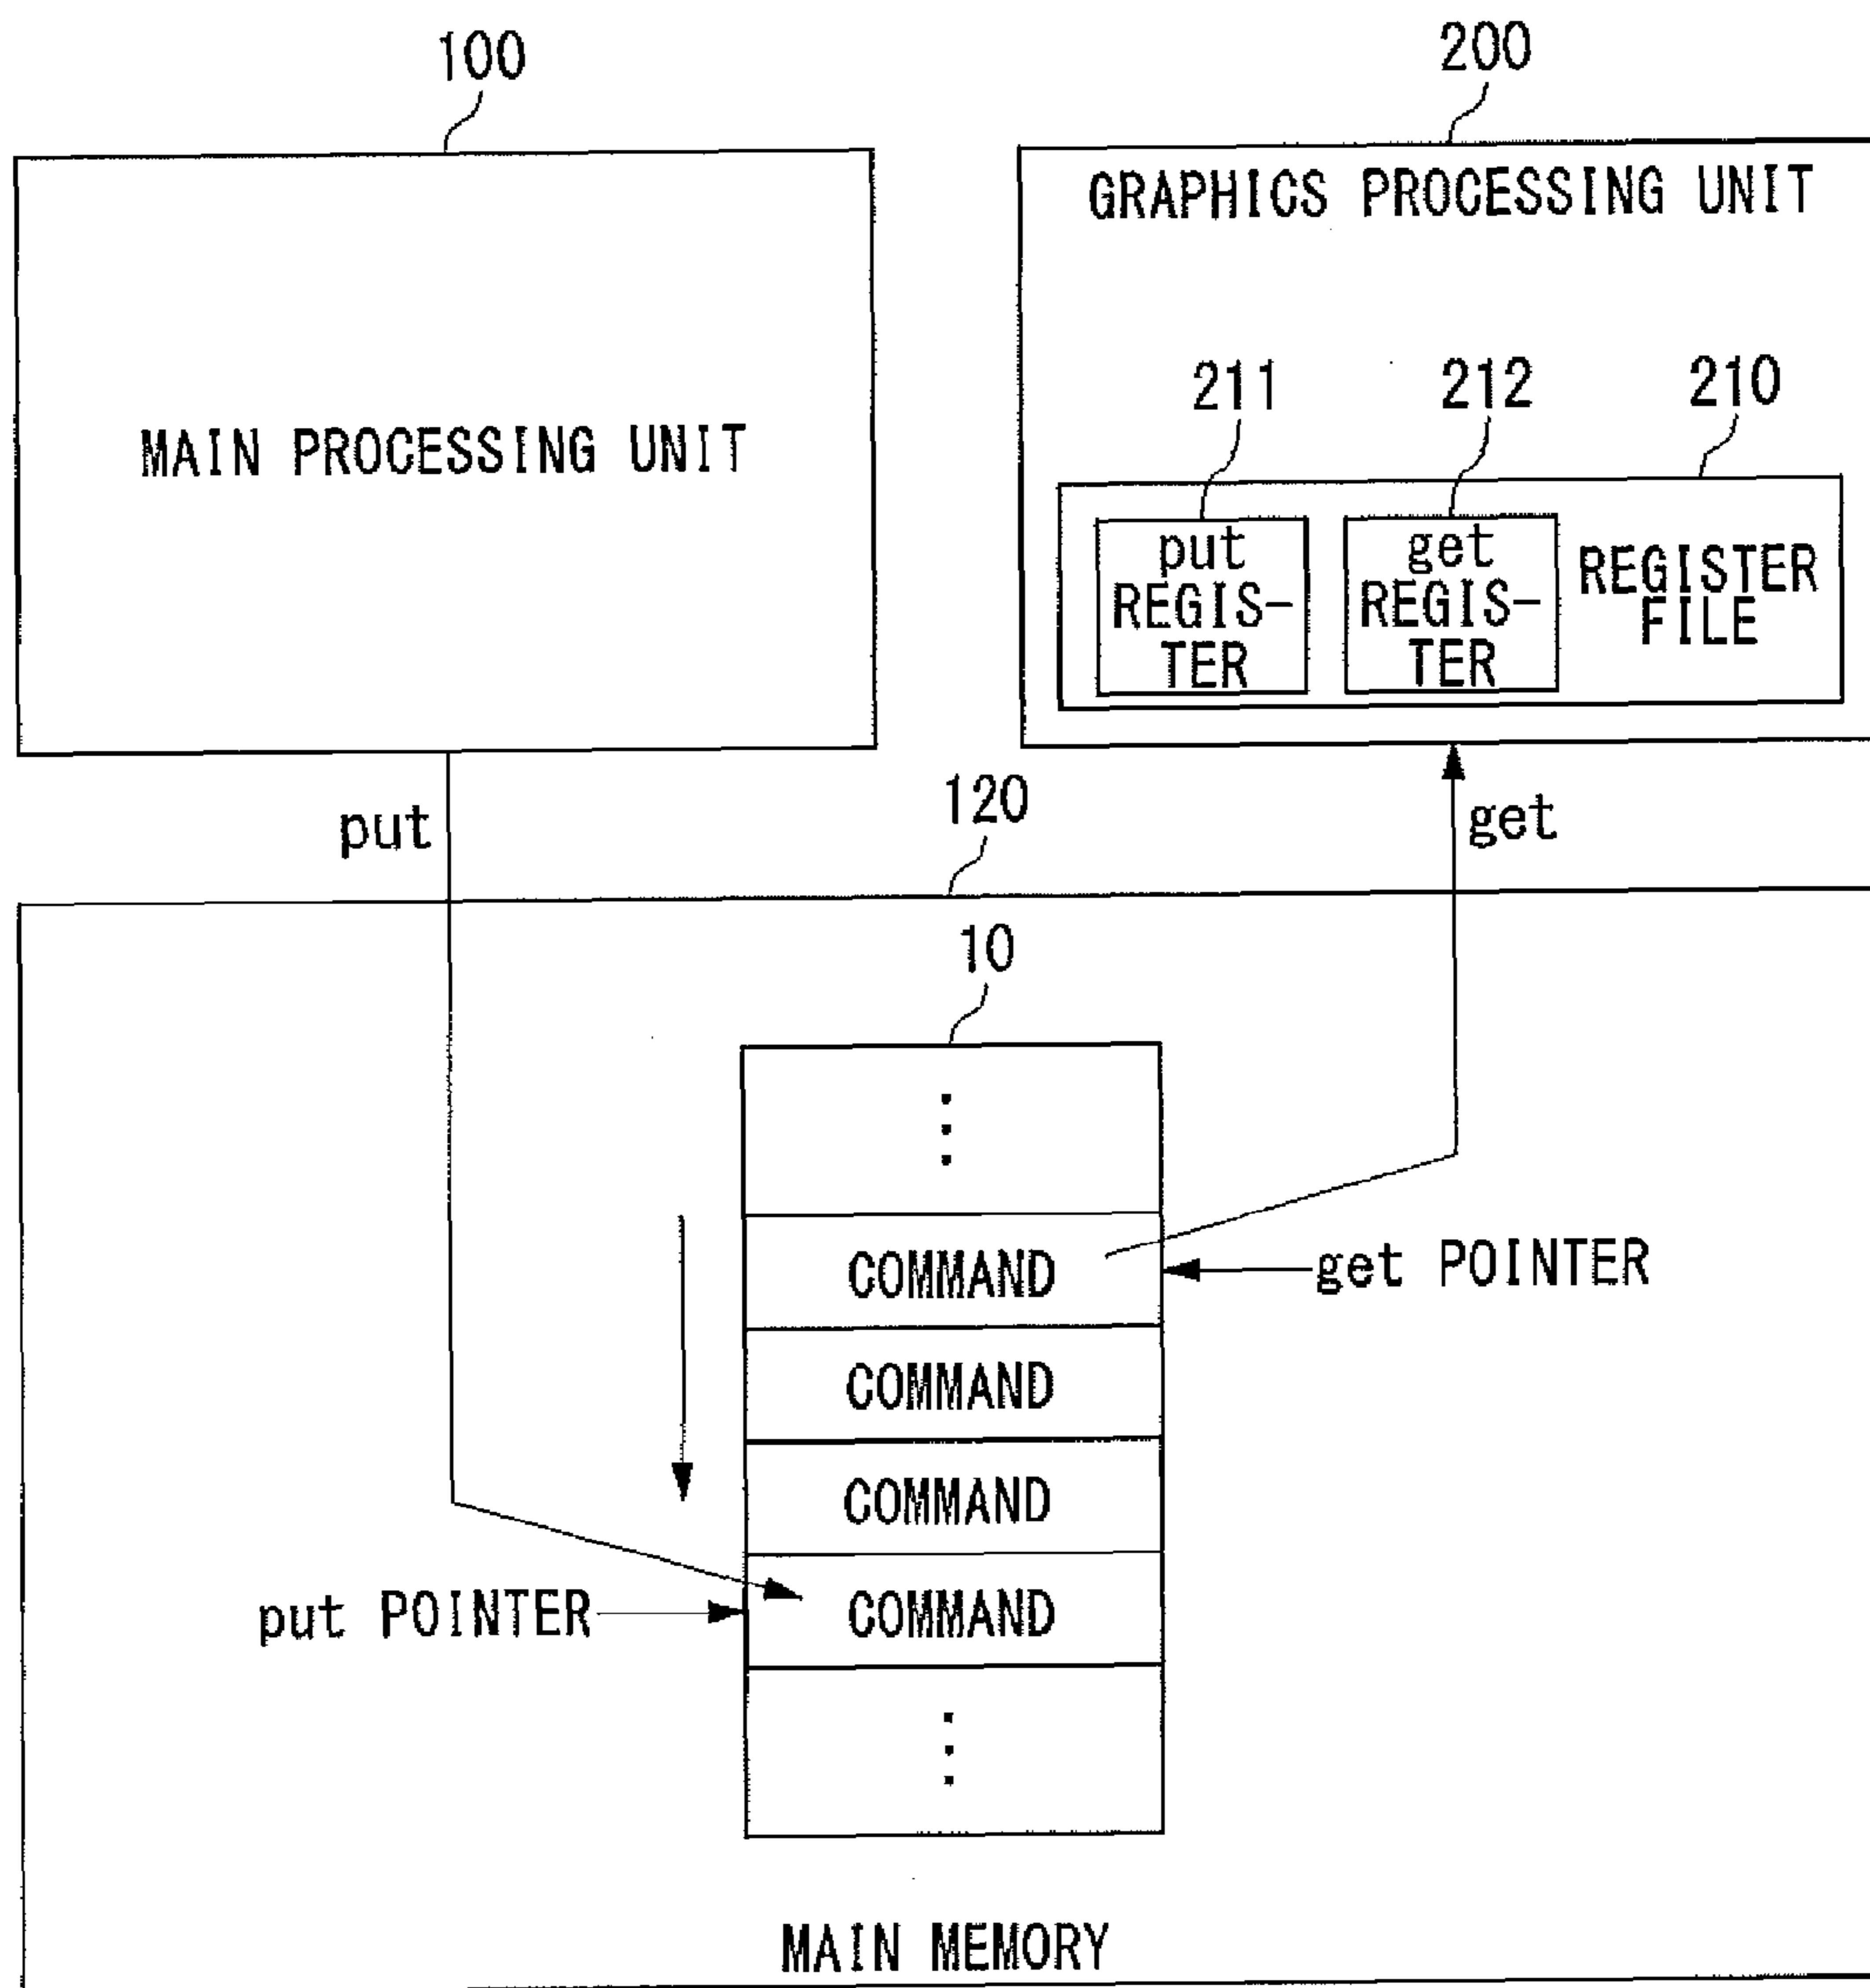 100
200
GRAPHICS PROCESSING UNIT
MAIN PROCESSING UNIT
211
212
210
put
REGIS-
TER
get
REGIS-
TER
REGISTER
FILE
put
120
get
10
COMMAND
get POINTER
COMMAND
COMMAND
put POINTER
COMMAND
MAIN MEMORY